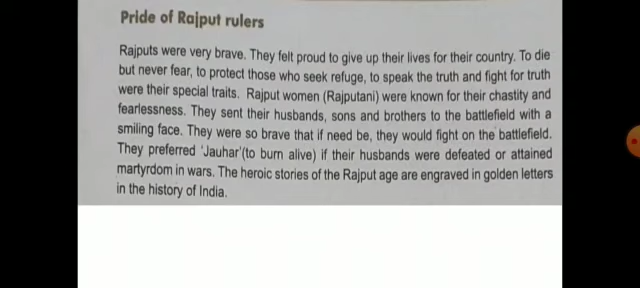 Pride of Rajput rulers
Rajputs were very brave. They felt proud to give up their lives for their country. To die
but never fear, to protect those who seek refuge, to speak the truth and fight for truth
were their special traits. Rajput women (Rajputani) were known for their chastity and
fearlessness. They sent their husbands, sons and brothers to the battlefield with a
smiling face. They were so brave that if need be, they would fight on the battlefield.
They preferred 'Jauhar'(to burn alive) if their husbands were defeated or attained
martyrdom in wars. The heroic stories of the Rajput age are engraved in golden letters
in the history of India.